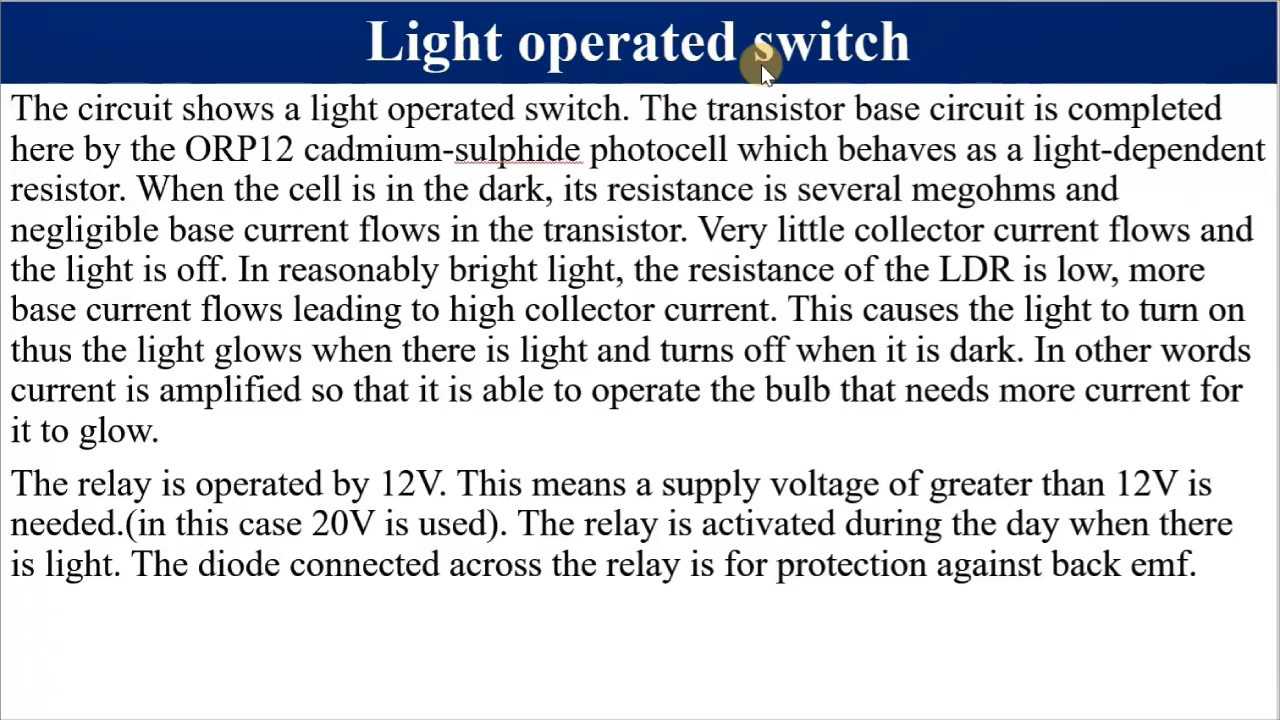 Light operated switch
The circuit shows a light operated switch. The transistor base circuit is completed
here by the ORP12 cadmium-sulphide photocell which behaves as a light-dependent
resistor. When the cell is in the dark, its resistance is several megohms and
negligible base current flows in the transistor. Very little collector current flows and
the light is off. In reasonably bright light, the resistance of the LDR is low, more
base current flows leading to high collector current. This causes the light to turn on
thus the light glows when there is light and turns off when it is dark. In other words
current is amplified so that it is able to operate the bulb that needs more current for
it to glow.
The relay is operated by 12V. This means a supply voltage of greater than 12V is
needed.(in this case 20V is used). The relay is activated during the day when there
is light. The diode connected across the relay is for protection against back emf.